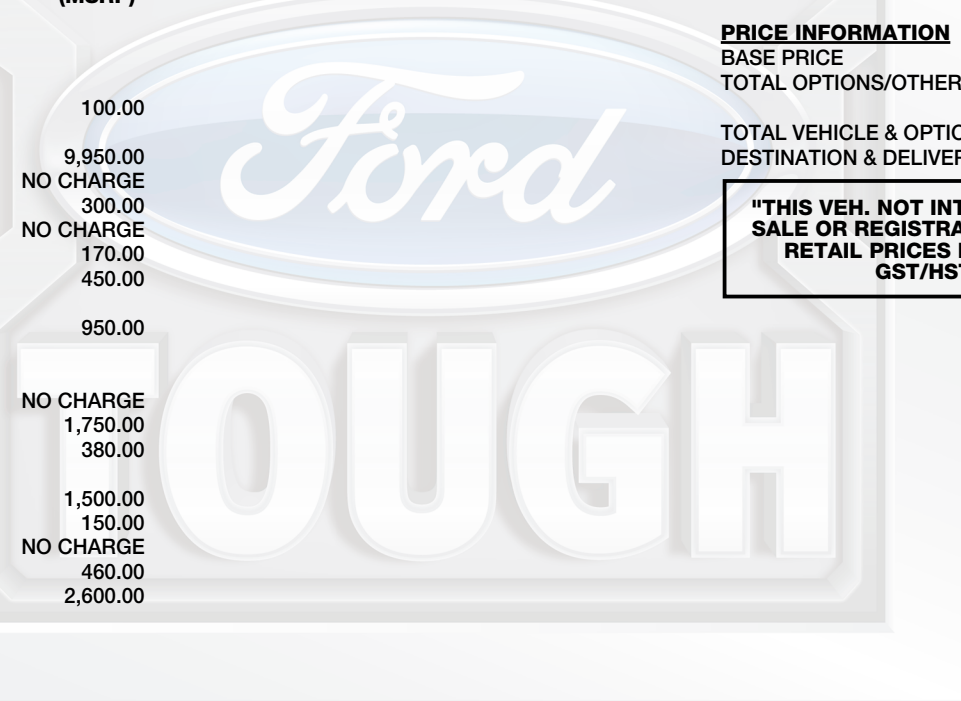 (MSRP)
100.00
9,950.00
NO CHARGE
300.00
NO CHARGE
170.00
450.00
950.00
NO CHARGE
1,750.00
380.00
1,500.00
150.00
NO CHARGE
460.00
2,600.00
PRICE INFORMATION
BASE PRICE
TOTAL OPTIONS/OTHER
TOTAL VEHICLE & OPTIO
DESTINATION & DELIVER
"THIS VEH. NOT INT
SALE OR REGISTRA
RETAIL PRICES
GST/HST
Ford
TOUGH